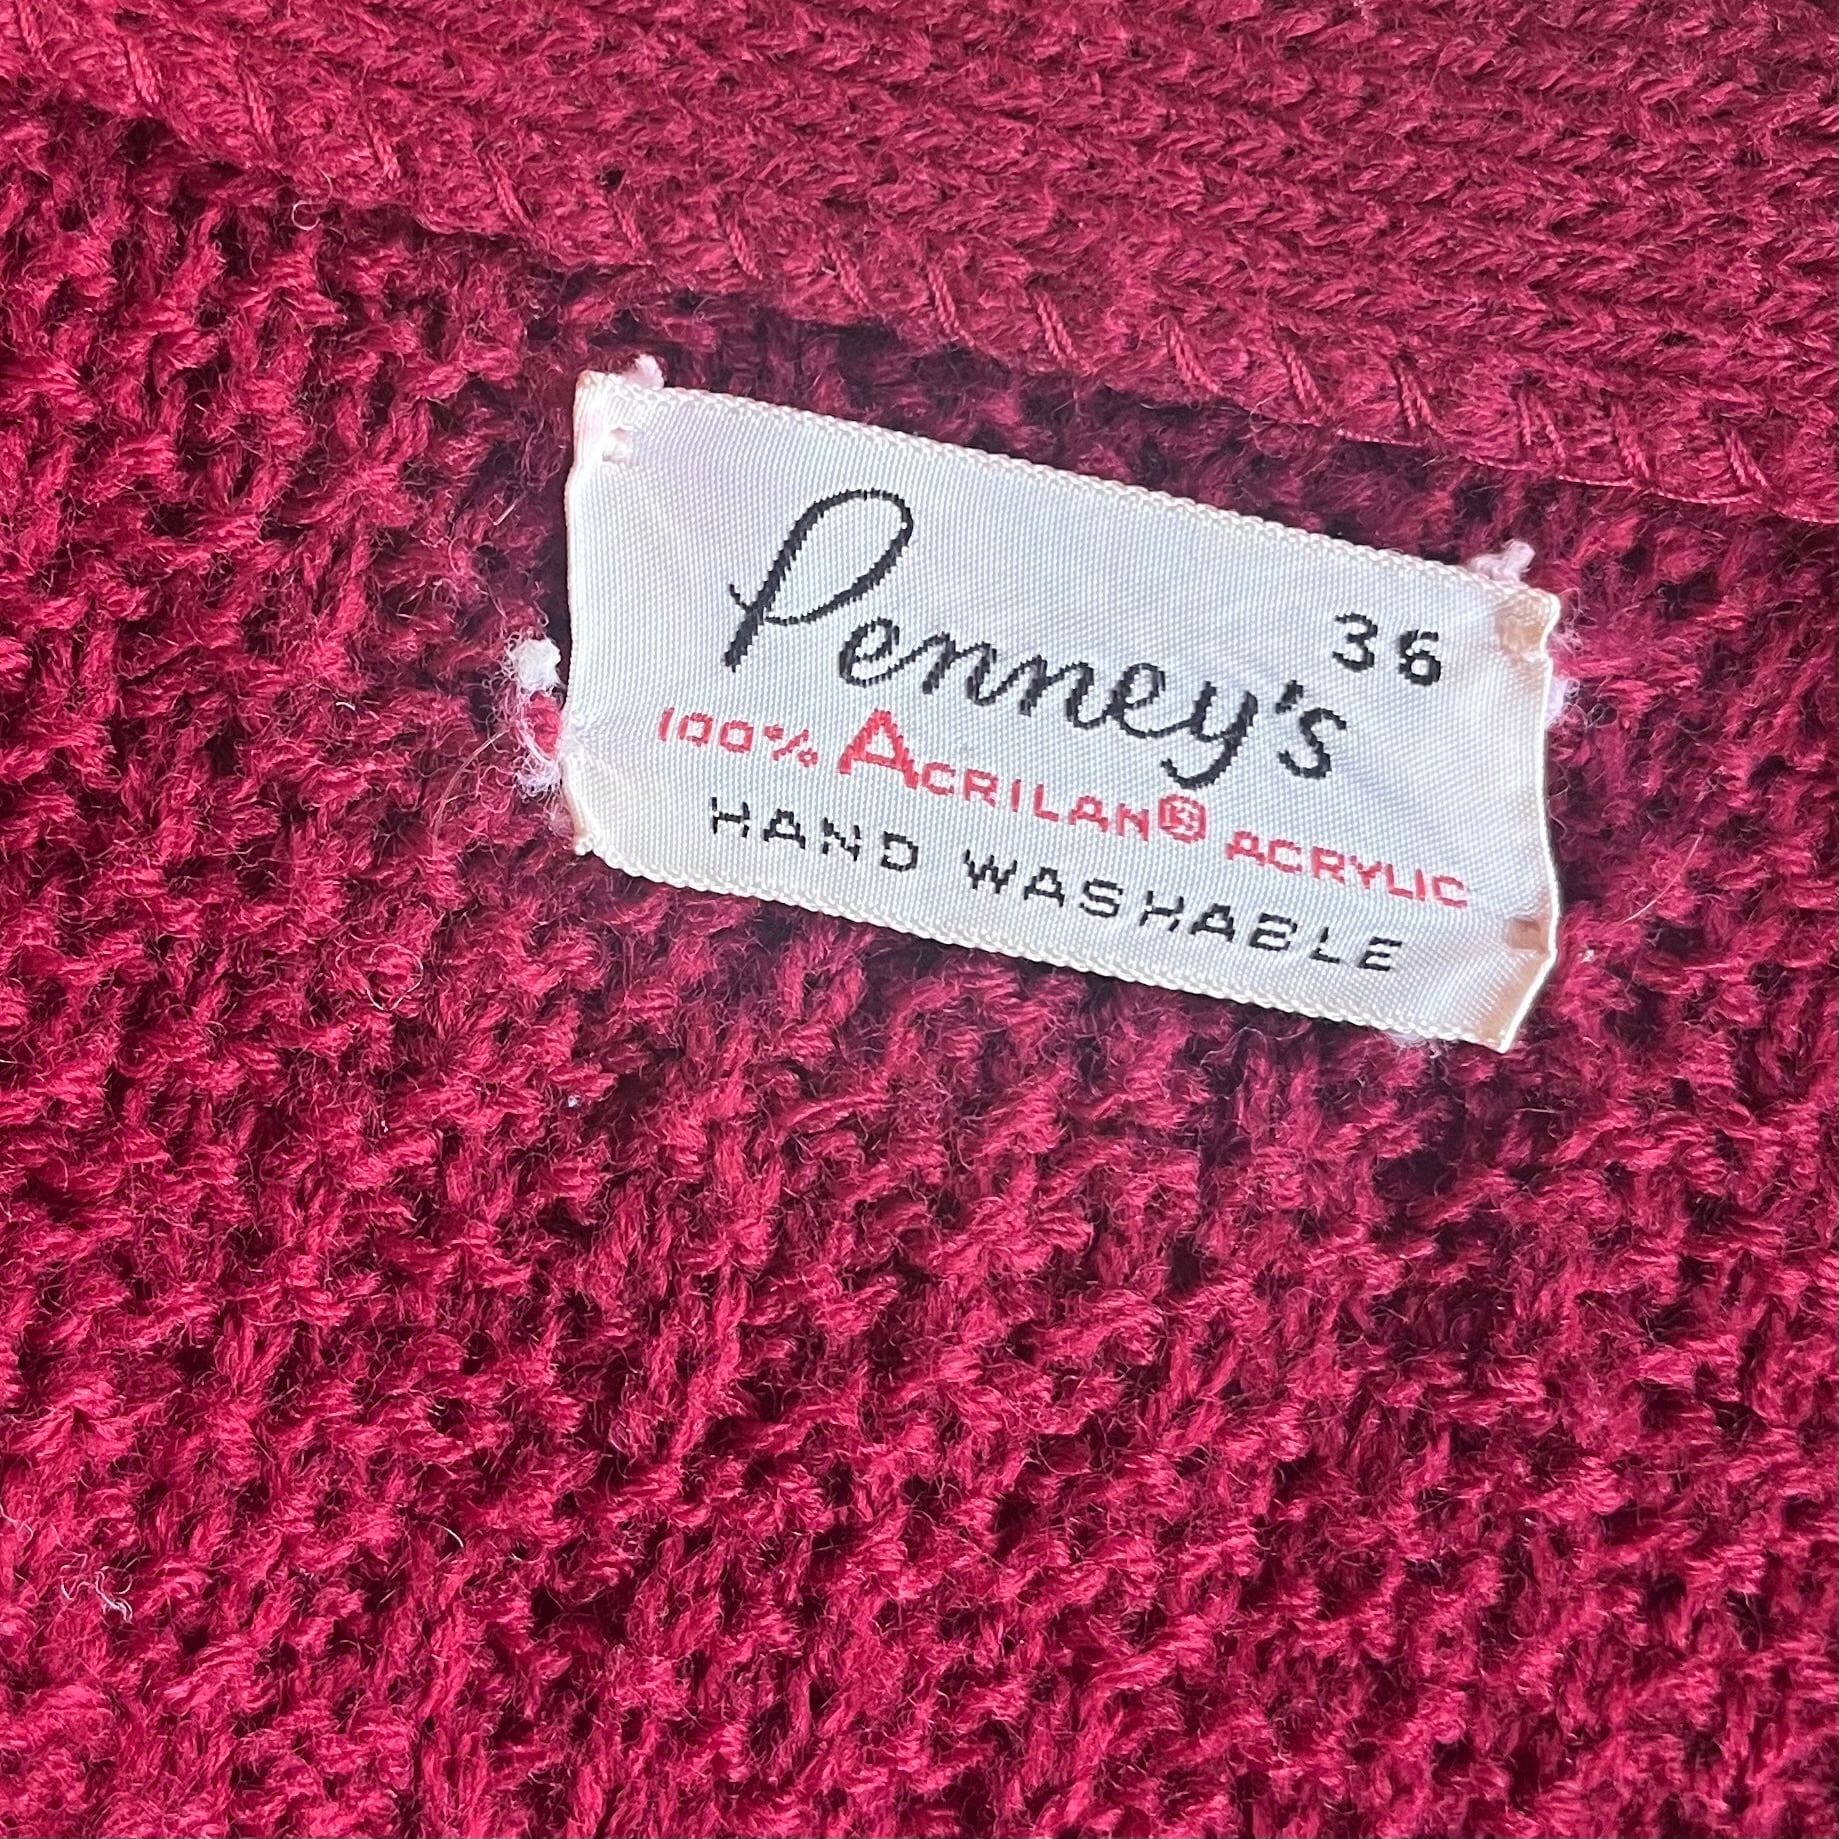 Penney's
36
100% ACRILAN® ACRYLIC
HAND WASHABLE